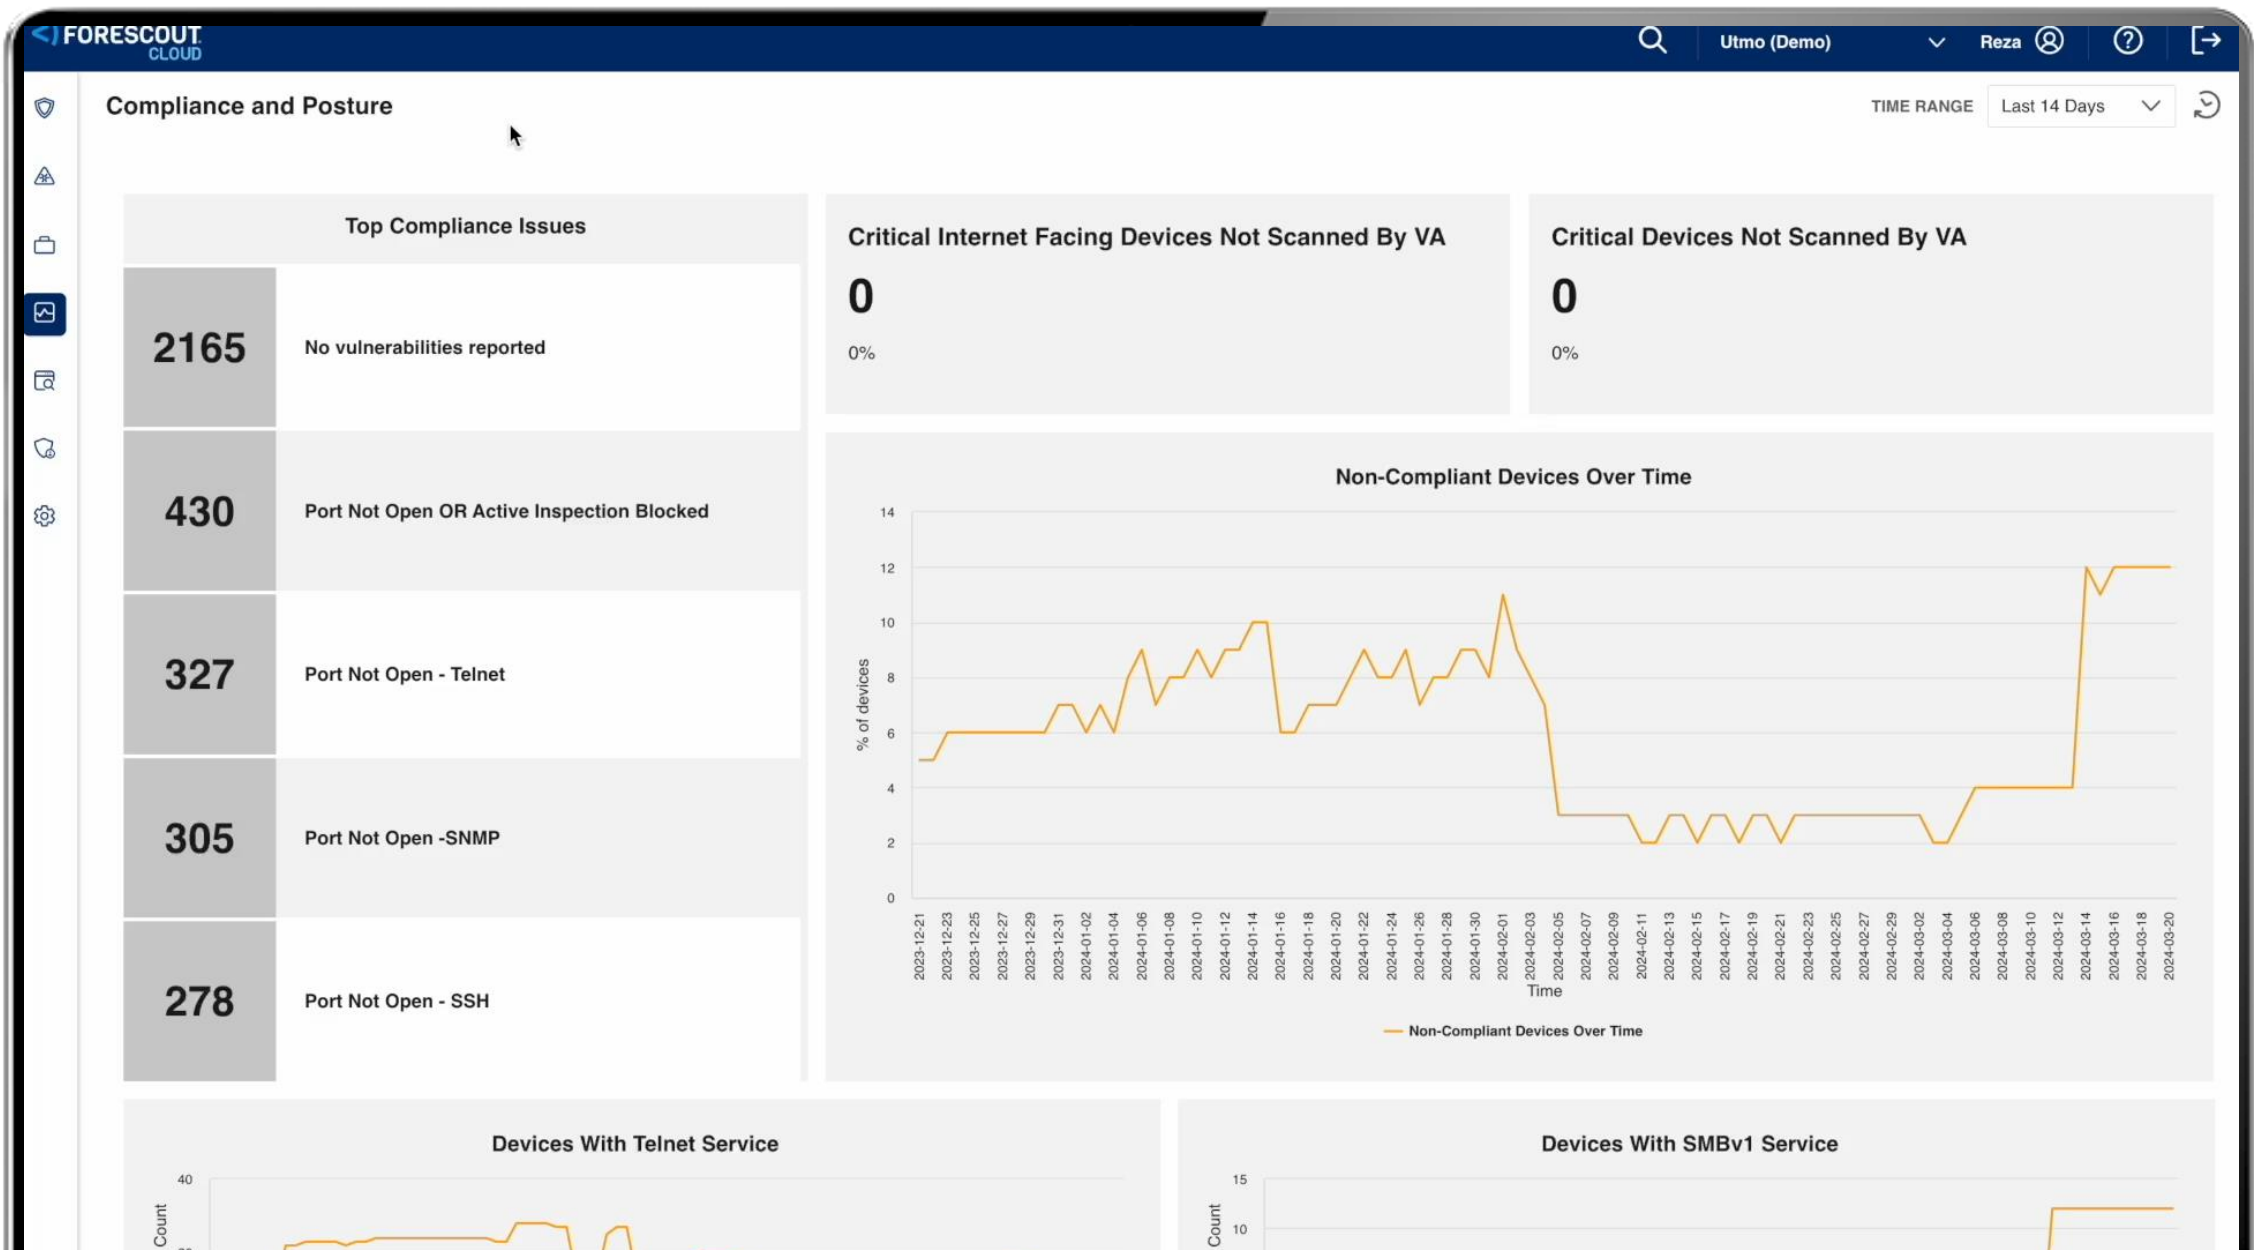 <) FORESCOUT.
CLOUD
Utmo (Demo)
Reza
Compliance and Posture
TIME RANGE
Last 14 Days
Top Compliance Issues
2165
No vulnerabilities reported
430
Port Not Open OR Active Inspection Blocked
327
Port Not Open - Telnet
305
Port Not Open -SNMP
278
Port Not Open - SSH
Critical Internet Facing Devices Not Scanned By VA
0
0%
Critical Devices Not Scanned By VA
0
0%
Non-Compliant Devices Over Time
% of devices
14
12
10
8
6
4
2
0
2023-12-21
2023-12-23
2023-12-25
2023-12-27
2023-12-29
2023-12-31
2024-01-02
2024-01-04
2024-01-06
2024-01-08
2024-01-10
2024-01-12
2024-01-14
2024-01-16
2024-01-18
2024-01-20
2024-01-22
2024-01-24
2024-01-26
2024-01-28
2024-01-30
2024-02-01
2024-02-03
2024-02-05
2024-02-07
2024-02-09
2024-02-11
2024-02-13
2024-02-15
2024-02-17
2024-02-19
2024-02-21
2024-02-23
2024-02-25
2024-02-27
2024-02-29
2024-03-02
2024-03-04
2024-03-06
2024-03-08
2024-03-10
2024-03-12
2024-03-14
2024-03-16
2024-03-18
2024-03-20
Time
Non-Compliant Devices Over Time
Devices With Telnet Service
40
Count
Devices With SMBv1 Service
15
10
Count